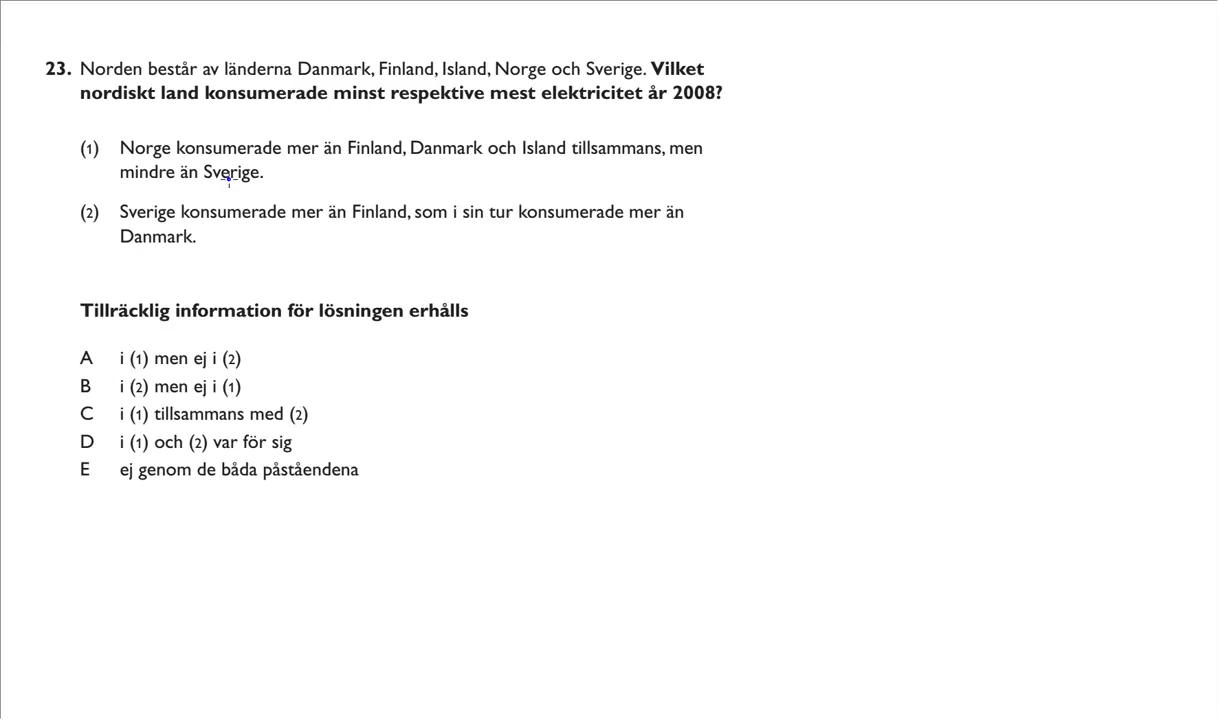 23. Norden består av länderna Danmark, Finland, Island, Norge och Sverige. Vilket
nordiskt land konsumerade minst respektive mest elektricitet år 2008?
(1) Norge konsumerade mer än Finland, Danmark och Island tillsammans, men
mindre än Sverige.
(2) Sverige konsumerade mer än Finland, som i sin tur konsumerade mer än
Danmark.
Tillräcklig information för lösningen erhålls
A i (1) men ej i (2)
B i (2) men ej i (1)
C i (1) tillsammans med (2)
D i (1) och (2) var för sig
E ej genom de båda påståendena